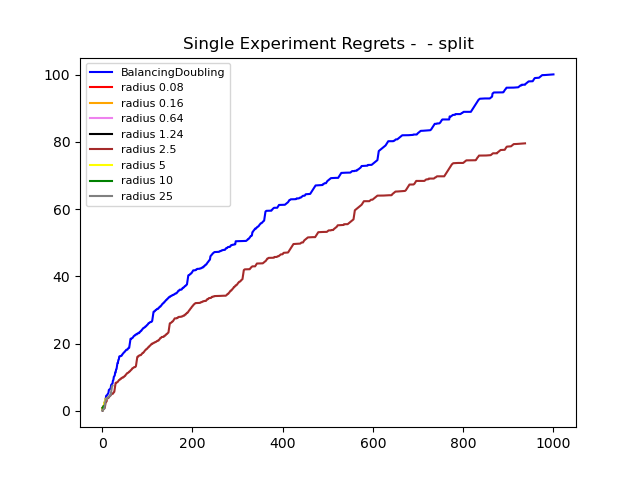 Single Experiment Regrets -  - split
BalancingDoubling
radius 0.08
radius 0.16
radius 0.64
radius 1.24
radius 2.5
radius 5
radius 10
radius 25
100
80
60
40
20
0
0 200 400 600 800 1000